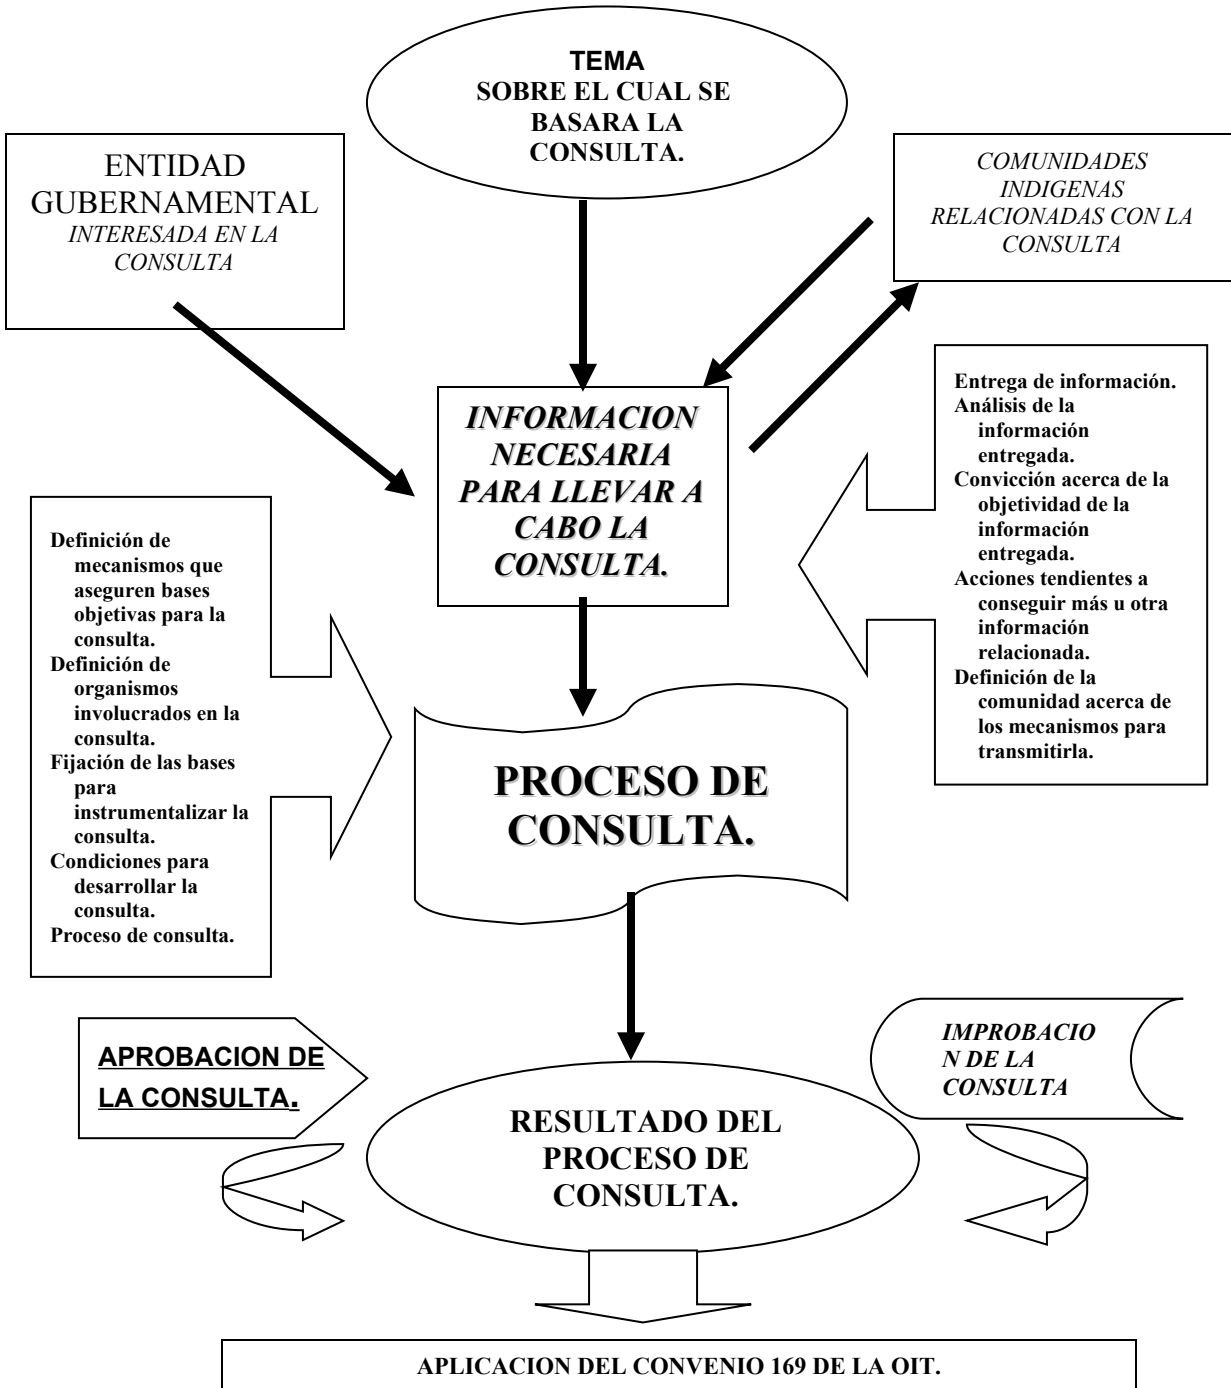 TEMA
SOBRE EL CUAL SE
BASARA LA
CONSULTA.
ENTIDAD
GUBERNAMENTAL
INTERESADA EN LA
CONSULTA
COMUNIDADES
INDIGENAS
RELACIONADAS CON LA
CONSULTA
INFORMACION
NECESARIA
PARA LLEVAR A
CABO LA
CONSULTA.
Entrega de información.
Análisis de la
información
entregada.
Convicción acerca de la
objetividad de la
información
entregada.
Acciones tendientes a
conseguir más u otra
información
relacionada.
Definición de la
comunidad acerca de
los mecanismos para
transmitirla.
Definición de
mecanismos que
aseguren bases
objetivas para la
consulta.
Definición de
organismos
involucrados en la
consulta.
Fijación de las bases
para
instrumentalizar la
consulta.
Condiciones para
desarrollar la
consulta.
Proceso de consulta.
PROCESO DE
CONSULTA.
APROBACION DE
LA CONSULTA.
IMPROBACIO
N DE LA
CONSULTA
RESULTADO DEL
PROCESO DE
CONSULTA.
APLICACION DEL CONVENIO 169 DE LA OIT.